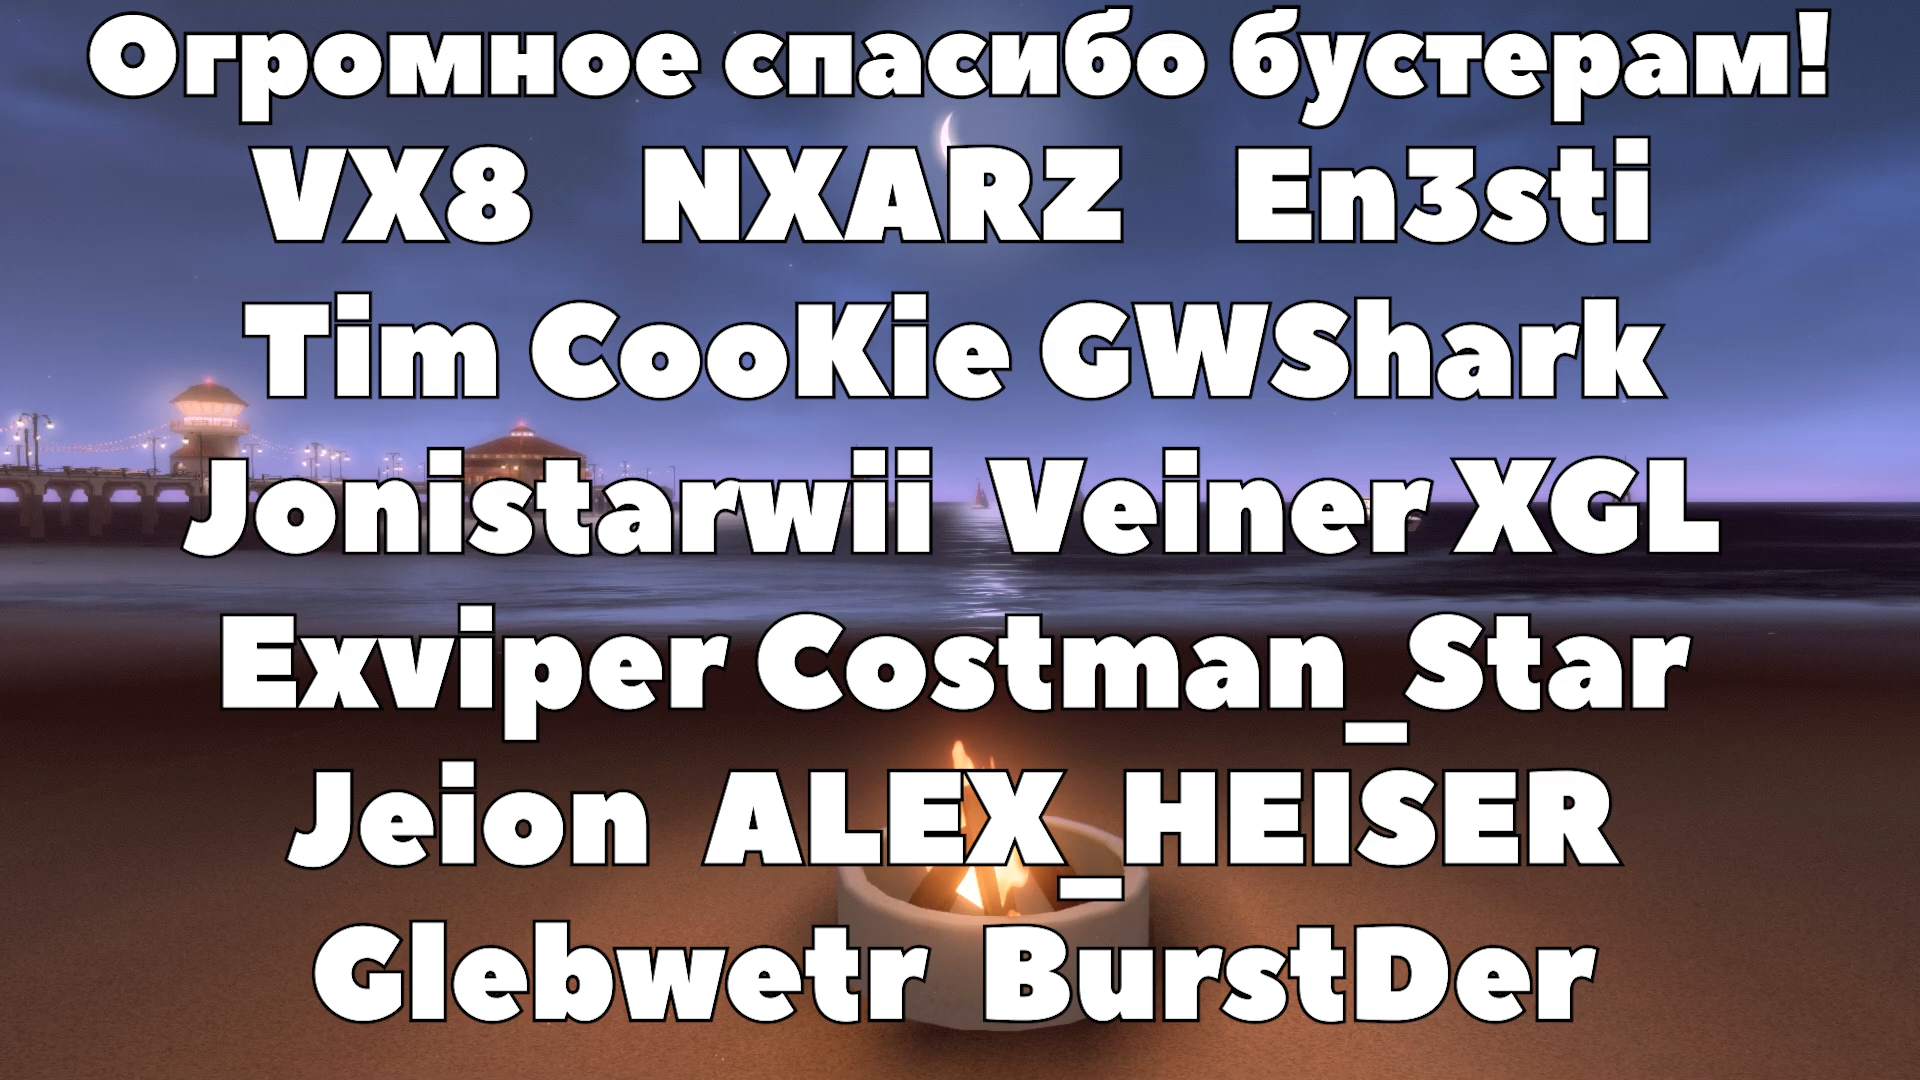 Огромное спасибо бустерам!
VX8 NXARZ En3sti
Tim CooKie GWShark
Jonistarwii Veiner XGL
Exviper Costman_Star
Jeion ALEX_HEISER
Glebwetr BurstDer